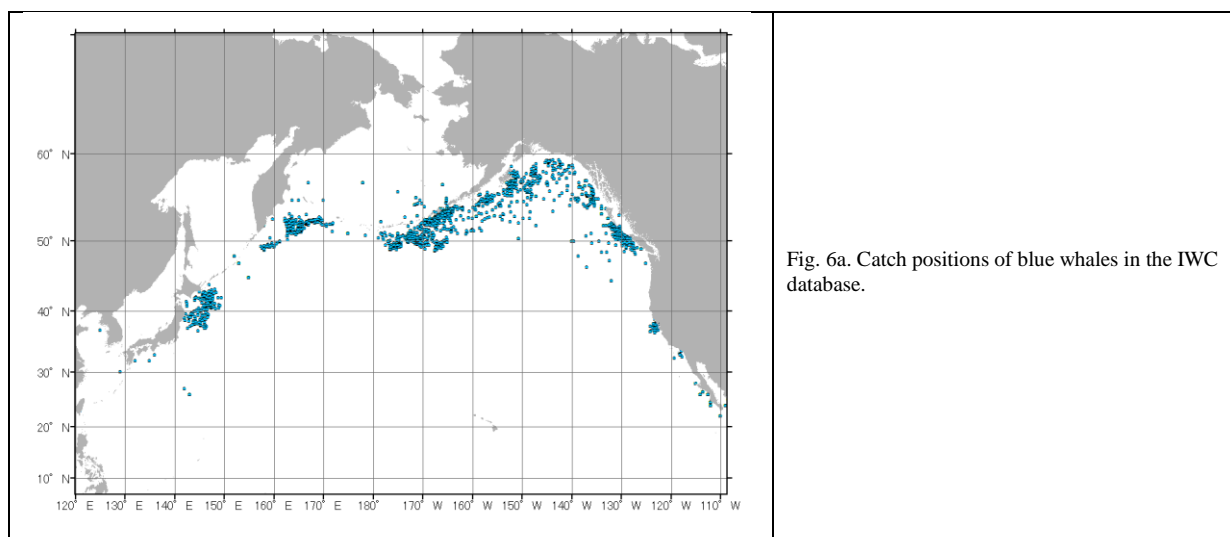 60° N
50° N
40° N
30° N
20° N
10° N
120° E 130° E 140° E 150° E 160° E 170° E 180° 170° W 160° W 150° W 140° W 130° W 120° W 110° W
Fig. 6a. Catch positions of blue whales in the IWC
database.